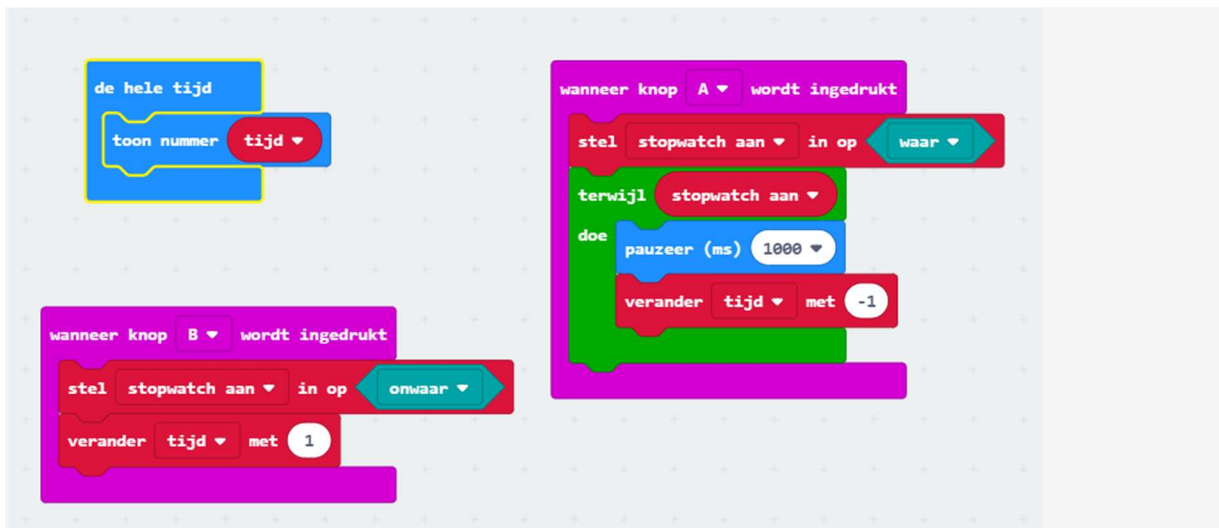 de hele tijd
toon nummer tijd
wanneer knop A wordt ingedrukt
stel stopwatch aan in op waar
terwijl stopwatch aan
doe
pauzeer (ms) 1000
verander tijd met -1
wanneer knop B wordt ingedrukt
stel stopwatch aan in op onwaar
verander tijd met 1